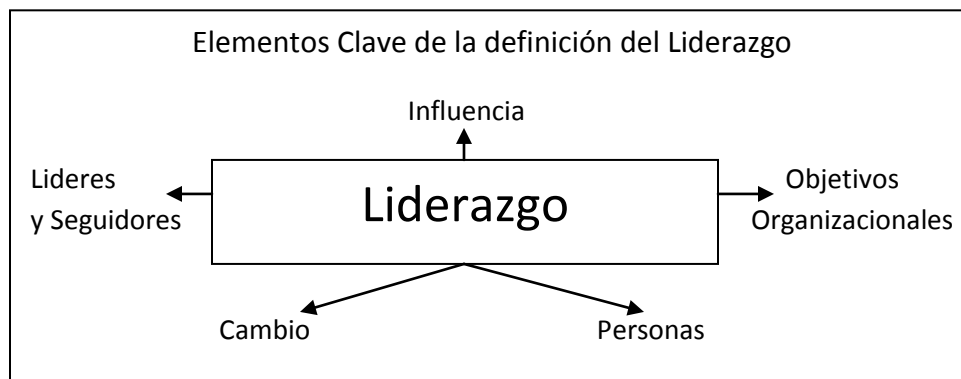 Elementos Clave de la definición del Liderazgo
Influencia
Lideres
y Seguidores
Liderazgo
Objetivos
Organizacionales
Cambio
Personas